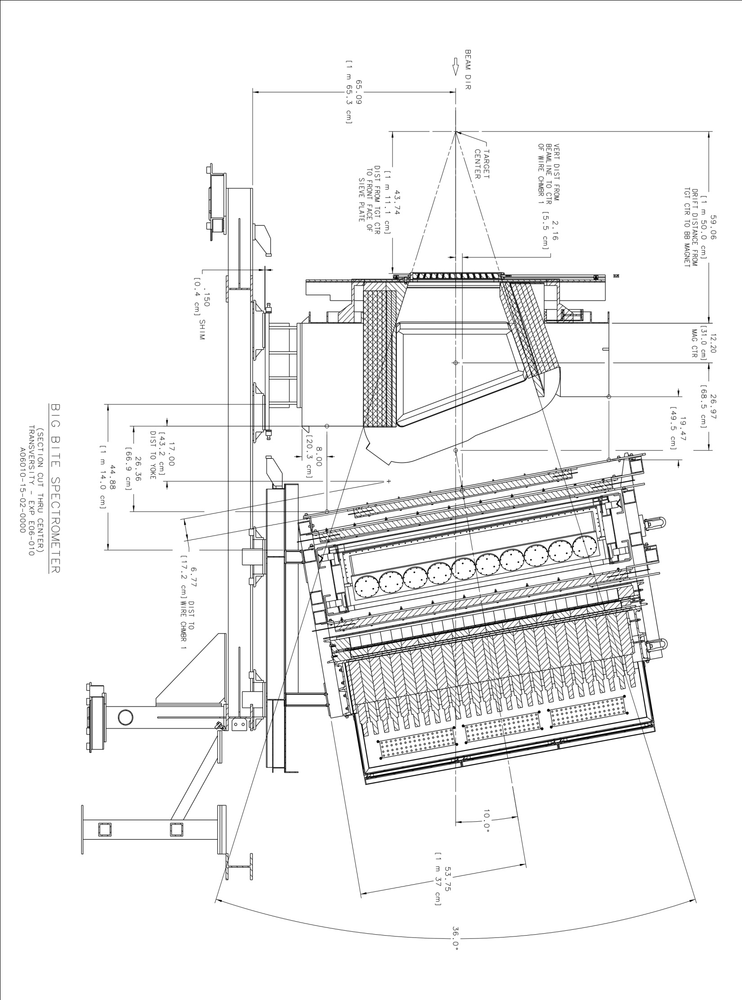 BEAM DIR
65.09
[1 m 65.3 cm]
TARGET
CENTER
43.74
[1 m 11.1 cm]
DIST FROM TGT CTR
TO FRONT FACE OF
SIEVE PLATE
VERT DIST FROM
BEAMLINE TO CTR
OF WIRE CHMBR 1
2.16
[5.5 cm]
59.06
[1 m 50.0 cm]
DRIFT DISTANCE FROM
TGT CTR TO BB MAGNET
12.20
[31.0 cm]
MAG CTR
26.97
[68.5 cm]
19.47
[49.5 cm]
.150
[0.4 cm] SHIM
8.00
[20.3 cm]
17.00
[43.2 cm]
DIST TO YOKE
26.36
[66.9 cm]
44.88
[1 m 14.0 cm]
6.77 DIST TO
[17.2 cm] WIRE CHMBR 1
10.0°
53.75
[1 m 37 cm]
36.0°
BIG BITE SPECTROMETER
(SECTION CUT THRU CENTER)
TRANSVERSITY - EXP E06-010
A06010-15-02-0000